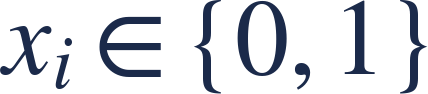 xᵢ ∈ {0, 1}